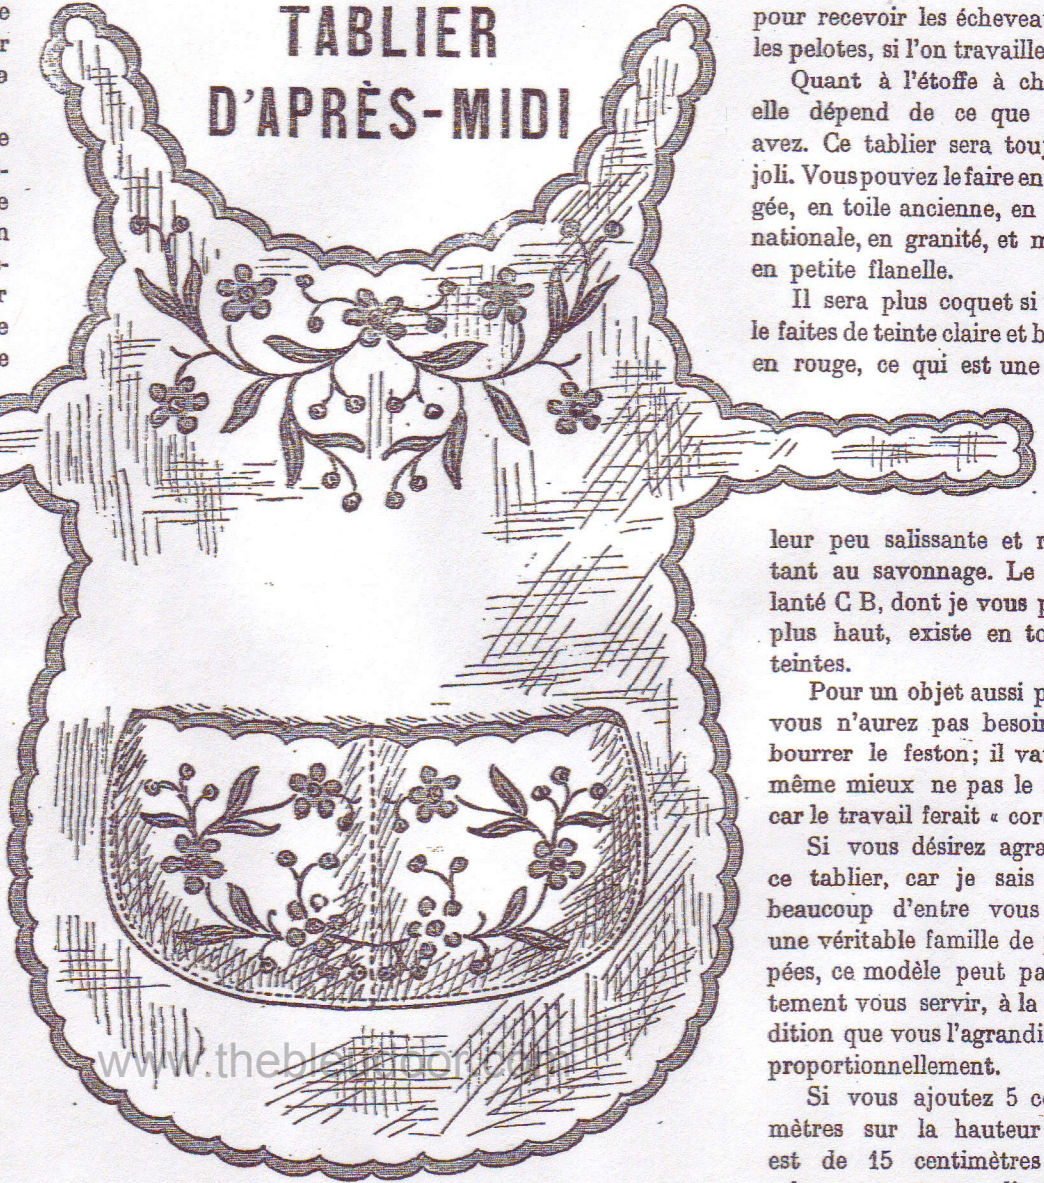 TABLIER
D'APRÈS-MIDI
pour recevoir les écheveau
les pelotes, si l'on travaille
Quant à l'étoffe à ch
elle dépend de ce que
avez. Ce tablier sera touj
joli. Vous pouvez le faire en
gée, en toile ancienne, en
nationale, en granité, et m
en petite flanelle.
Il sera plus coquet si
le faites de teinte claire et b
en rouge, ce qui est une
leur peu salissante et r
tant au savonnage. Le
lanté C B, dont je vous p
plus haut, existe en to
teintes.
Pour un objet aussi p
vous n'aurez pas besoin
bourrer le feston; il va
même mieux ne pas le
car le travail ferait « cor
Si vous désirez agra
ce tablier, car je sais
beaucoup d'entre vous
une véritable famille de
pées, ce modèle peut pa
tement vous servir, à la
dition que vous l'agrandi
proportionnellement.
Si vous ajoutez 5 ce
mètres sur la hauteur
est de 15 centimètres